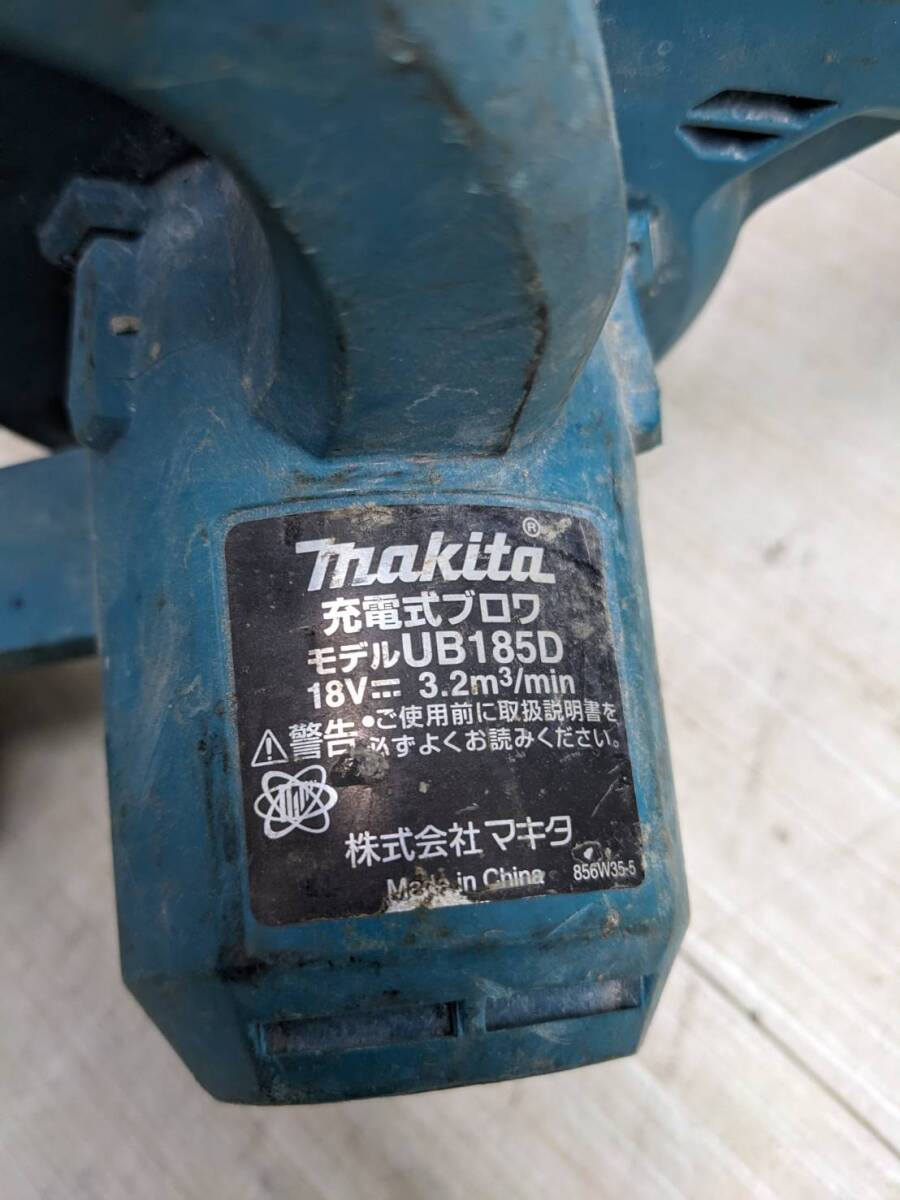 makita®
充電式ブロワ
モデルUB185D
18V⎓ 3.2m³/min
⚠警告 •ご使用前に取扱説明書を
必ずよくお読みください。
株式会社マキタ
Made in China 856W35-5